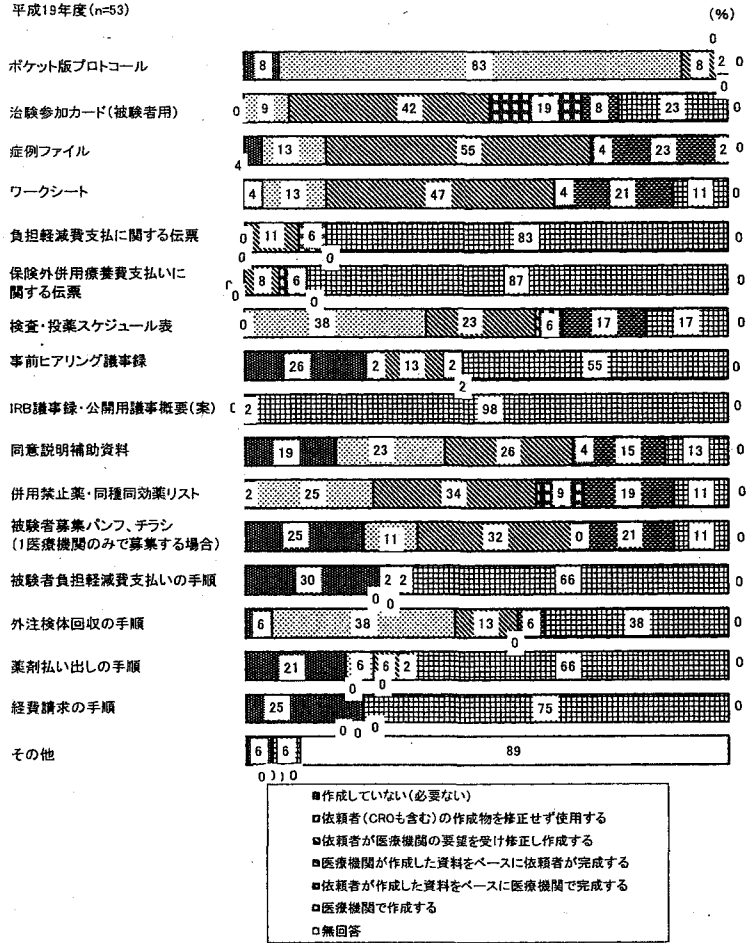 平成19年度(n=53)
(%)
0
ポケット版プロトコール 8 83 8 2 0
0
治験参加カード(被験者用) 0 9 42 19 8 23 0
症例ファイル 4 13 55 4 23 2 0
ワークシート 4 13 47 4 21 11 0
負担軽減費支払に関する伝票 0 0 11 6 0 83 0
保険外併用療養費支払いに
関する伝票 0 8 6 0 87 0
検査・投薬スケジュール表 0 38 23 6 17 17 0
事前ヒアリング議事録 26 2 13 2 2 55 0
IRB議事録・公開用議事概要(案) 0 2 98 0
同意説明補助資料 19 23 26 4 15 13 0
併用禁止薬・同種同効薬リスト 2 25 34 9 19 11 0
被験者募集パンフ、チラシ
(1医療機関のみで募集する場合) 25 11 32 0 21 11 0
被験者負担軽減費支払いの手順 30 0 0 2 2 66 0
外注検体回収の手順 6 38 13 0 6 38 0
薬剤払い出しの手順 21 0 6 0 6 2 66 0
経費請求の手順 25 0 0 0 75 0
その他 6 6 89
作成していない(必要ない)
依頼者(CROも含む)の作成物を修正せず使用する
依頼者が医療機関の要望を受け修正し作成する
医療機関が作成した資料をベースに依頼者が完成する
依頼者が作成した資料をベースに医療機関で完成する
医療機関で作成する
無回答